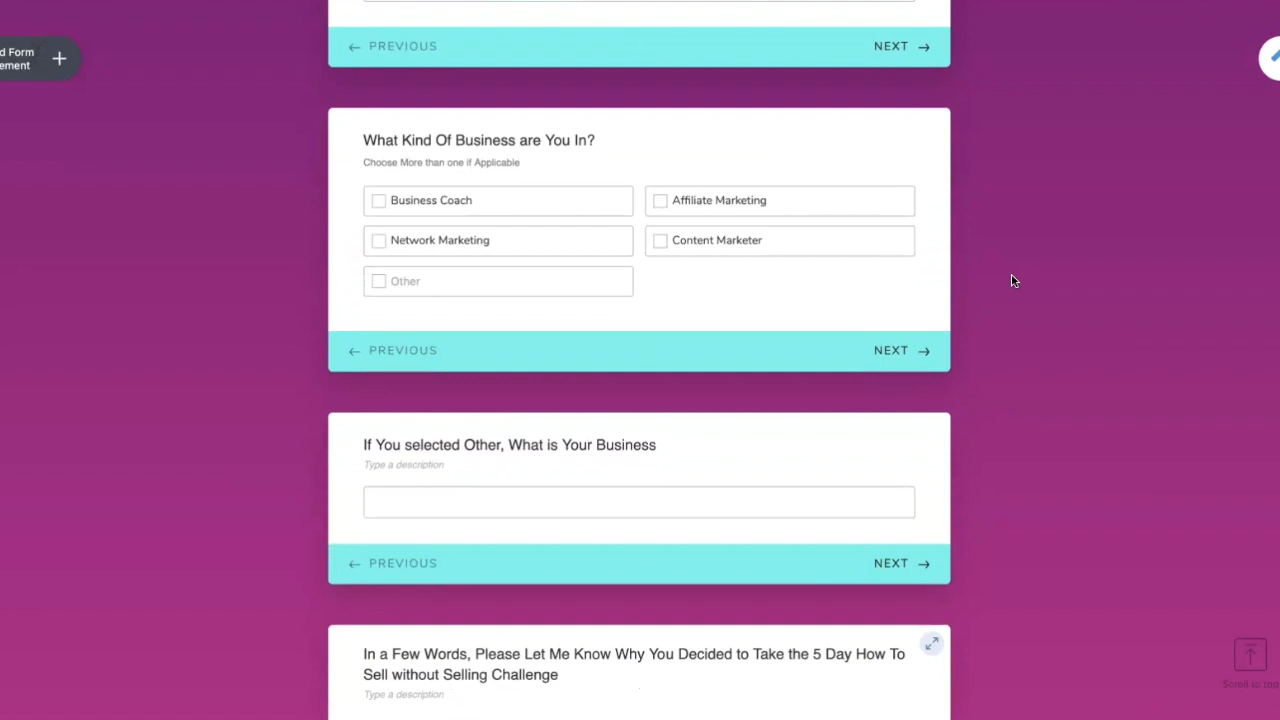 ← PREVIOUS NEXT →
d Form
ement +
What Kind Of Business are You In?
Choose More than one if Applicable
Business Coach Affiliate Marketing
Network Marketing Content Marketer
Other
← PREVIOUS NEXT →
If You selected Other, What is Your Business
Type a description
← PREVIOUS NEXT →
In a Few Words, Please Let Me Know Why You Decided to Take the 5 Day How To
Sell without Selling Challenge
Type a description
Scroll to top